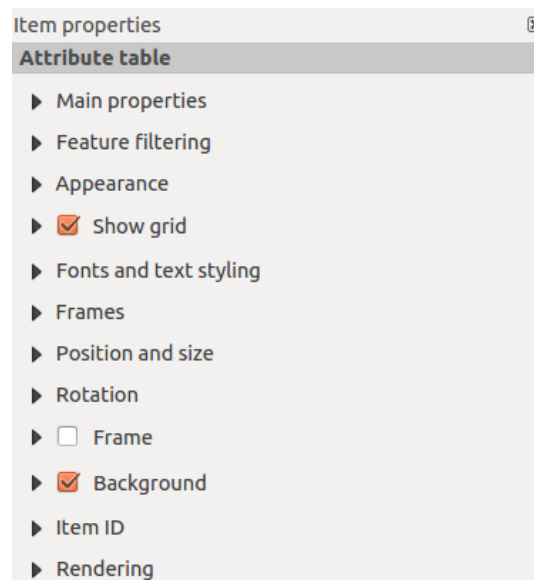 Item properties
Attribute table
Main properties
Feature filtering
Appearance
Show grid
Fonts and text styling
Frames
Position and size
Rotation
Frame
Background
Item ID
Rendering